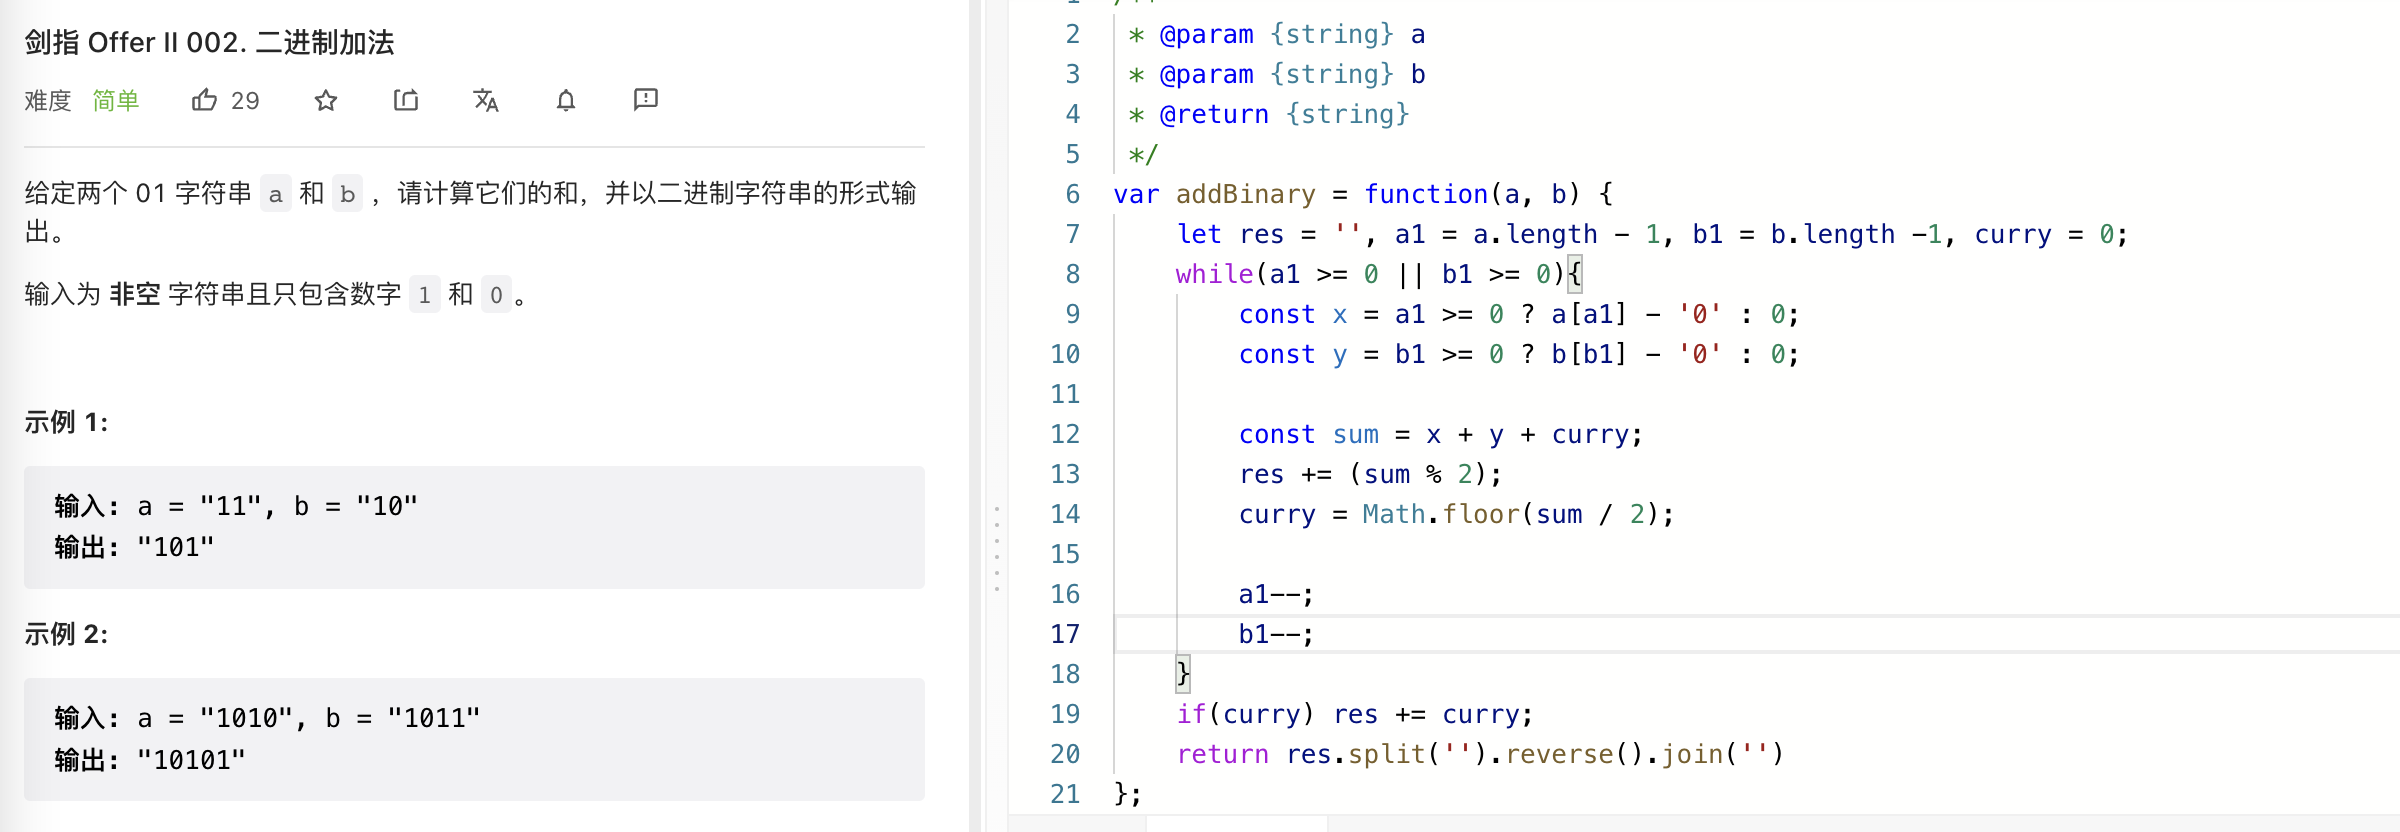 剑指 Offer II 002. 二进制加法
难度 简单 29
给定两个 01 字符串 a 和 b ，请计算它们的和，并以二进制字符串的形式输
出。
输入为 非空 字符串且只包含数字 1 和 0。
示例 1:
输入: a = "11", b = "10"
输出: "101"
示例 2:
输入: a = "1010", b = "1011"
输出: "10101"
1 /**
2 * @param {string} a
3 * @param {string} b
4 * @return {string}
5 */
6 var addBinary = function(a, b) {
7 let res = '', a1 = a.length - 1, b1 = b.length -1, curry = 0;
8 while(a1 >= 0 || b1 >= 0){
9 const x = a1 >= 0 ? a[a1] - '0' : 0;
10 const y = b1 >= 0 ? b[b1] - '0' : 0;
11
12 const sum = x + y + curry;
13 res += (sum % 2);
14 curry = Math.floor(sum / 2);
15
16 a1--;
17 b1--;
18 }
19 if(curry) res += curry;
20 return res.split('').reverse().join('')
21 };